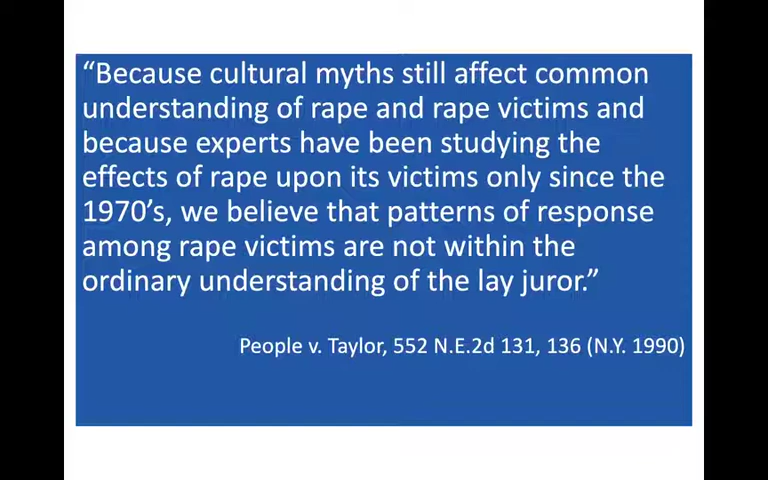 “Because cultural myths still affect common
understanding of rape and rape victims and
because experts have been studying the
effects of rape upon its victims only since the
1970’s, we believe that patterns of response
among rape victims are not within the
ordinary understanding of the lay juror.”
People v. Taylor, 552 N.E.2d 131, 136 (N.Y. 1990)